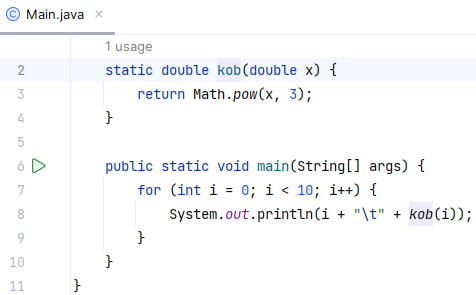 Main.java
1 usage
2 static double kob(double x) {
3 return Math.pow(x, 3);
4 }
5
6 public static void main(String[] args) {
7 for (int i = 0; i < 10; i++) {
8 System.out.println(i + "\t" + kob(i));
9 }
10 }
11 }